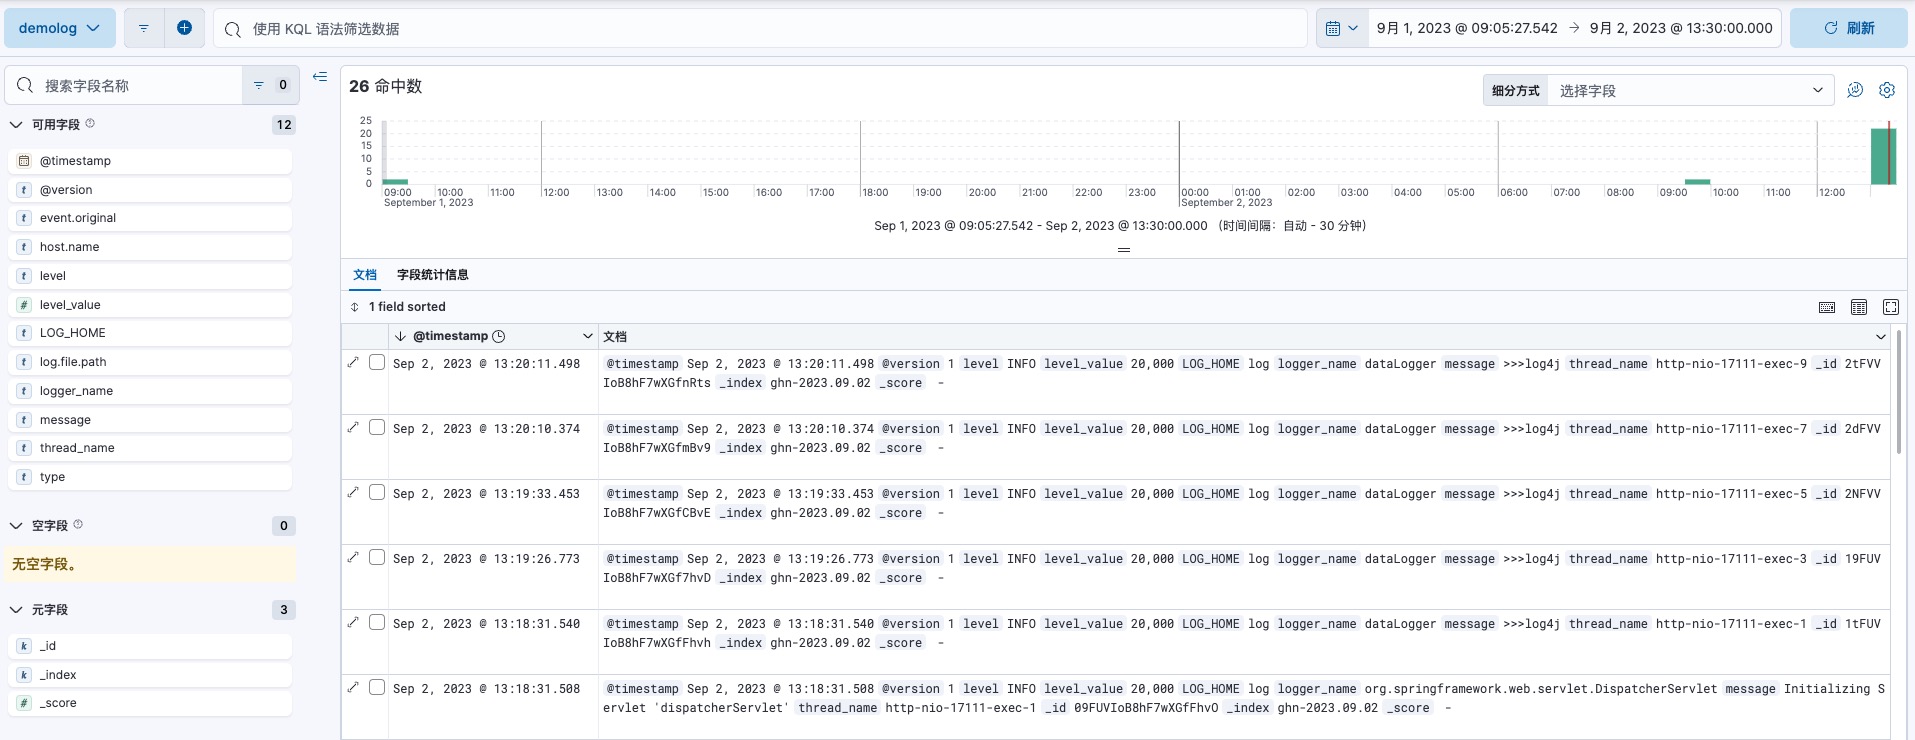 demolog
使用 KQL 语法筛选数据
9月 1, 2023 @ 09:05:27.542 → 9月 2, 2023 @ 13:30:00.000
刷新
搜索字段名称
0
可用字段 12
@timestamp
@version
event.original
host.name
level
level_value
LOG_HOME
log.file.path
logger_name
message
thread_name
type
空字段 0
无空字段。
元字段 3
_id
_index
_score
26 命中数
细分方式 选择字段
25
20
15
10
5
0
09:00 10:00 11:00 12:00 13:00 14:00 15:00 16:00 17:00 18:00 19:00 20:00 21:00 22:00 23:00 00:00 01:00 02:00 03:00 04:00 05:00 06:00 07:00 08:00 09:00 10:00 11:00 12:00
September 1, 2023 September 2, 2023
Sep 1, 2023 @ 09:05:27.542 - Sep 2, 2023 @ 13:30:00.000 （时间间隔：自动 - 30 分钟）
文档 字段统计信息
1 field sorted
@timestamp 文档
Sep 2, 2023 @ 13:20:11.498 @timestamp Sep 2, 2023 @ 13:20:11.498 @version 1 level INFO level_value 20,000 LOG_HOME log logger_name dataLogger message >>>log4j thread_name http-nio-17111-exec-9 _id 2tFVV
IoB8hF7wXGfnRts _index ghn-2023.09.02 _score -
Sep 2, 2023 @ 13:20:10.374 @timestamp Sep 2, 2023 @ 13:20:10.374 @version 1 level INFO level_value 20,000 LOG_HOME log logger_name dataLogger message >>>log4j thread_name http-nio-17111-exec-7 _id 2dFVV
IoB8hF7wXGfmBv9 _index ghn-2023.09.02 _score -
Sep 2, 2023 @ 13:19:33.453 @timestamp Sep 2, 2023 @ 13:19:33.453 @version 1 level INFO level_value 20,000 LOG_HOME log logger_name dataLogger message >>>log4j thread_name http-nio-17111-exec-5 _id 2NFVV
IoB8hF7wXGfCBvE _index ghn-2023.09.02 _score -
Sep 2, 2023 @ 13:19:26.773 @timestamp Sep 2, 2023 @ 13:19:26.773 @version 1 level INFO level_value 20,000 LOG_HOME log logger_name dataLogger message >>>log4j thread_name http-nio-17111-exec-3 _id 19FUV
IoB8hF7wXGf7hvD _index ghn-2023.09.02 _score -
Sep 2, 2023 @ 13:18:31.540 @timestamp Sep 2, 2023 @ 13:18:31.540 @version 1 level INFO level_value 20,000 LOG_HOME log logger_name dataLogger message >>>log4j thread_name http-nio-17111-exec-1 _id 1tFUV
IoB8hF7wXGfFhvh _index ghn-2023.09.02 _score -
Sep 2, 2023 @ 13:18:31.508 @timestamp Sep 2, 2023 @ 13:18:31.508 @version 1 level INFO level_value 20,000 LOG_HOME log logger_name org.springframework.web.servlet.DispatcherServlet message Initializing S
ervlet 'dispatcherServlet' thread_name http-nio-17111-exec-1 _id 09FUVIoB8hF7wXGfFhvO _index ghn-2023.09.02 _score -